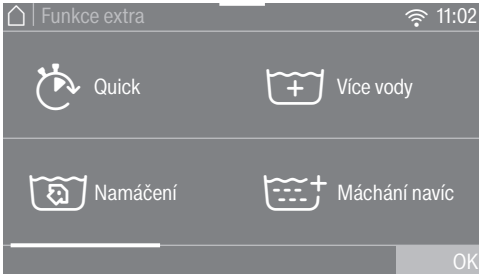 Funkce extra
11:02
Quick
Více vody
Namáčení
Máchání navíc
OK